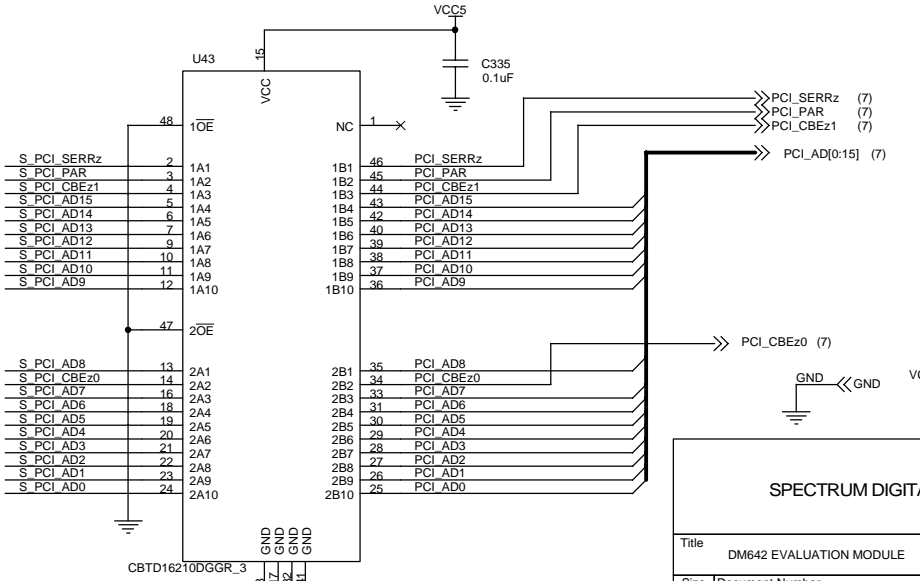 VCC5
U43
15
VCC
C335
0.1uF
48 1OE
NC 1
PCI_SERRz (7)
PCI_PAR (7)
PCI_CBEz1 (7)
PCI_AD[0:15] (7)
S_PCI_SERRz 2 1A1 1B1 46 PCI_SERRz
S_PCI_PAR 3 1A2 1B2 45 PCI_PAR
S_PCI_CBEz1 4 1A3 1B3 44 PCI_CBEz1
S_PCI_AD15 5 1A4 1B4 43 PCI_AD15
S_PCI_AD14 6 1A5 1B5 42 PCI_AD14
S_PCI_AD13 7 1A6 1B6 40 PCI_AD13
S_PCI_AD12 9 1A7 1B7 39 PCI_AD12
S_PCI_AD11 10 1A8 1B8 38 PCI_AD11
S_PCI_AD10 11 1A9 1B9 37 PCI_AD10
S_PCI_AD9 12 1A10 1B10 36 PCI_AD9
47 2OE
PCI_CBEz0 (7)
S_PCI_AD8 13 2A1 2B1 35 PCI_AD8
S_PCI_CBEz0 14 2A2 2B2 34 PCI_CBEz0
S_PCI_AD7 16 2A3 2B3 33 PCI_AD7
S_PCI_AD6 18 2A4 2B4 31 PCI_AD6
S_PCI_AD5 19 2A5 2B5 30 PCI_AD5
S_PCI_AD4 20 2A6 2B6 29 PCI_AD4
S_PCI_AD3 21 2A7 2B7 28 PCI_AD3
S_PCI_AD2 22 2A8 2B8 27 PCI_AD2
S_PCI_AD1 23 2A9 2B9 26 PCI_AD1
S_PCI_AD0 24 2A10 2B10 25 PCI_AD0
GND GND
GND GND GND GND
CBTD16210DGGR_3
SPECTRUM DIGITA
Title
DM642 EVALUATION MODULE
Size Document Number